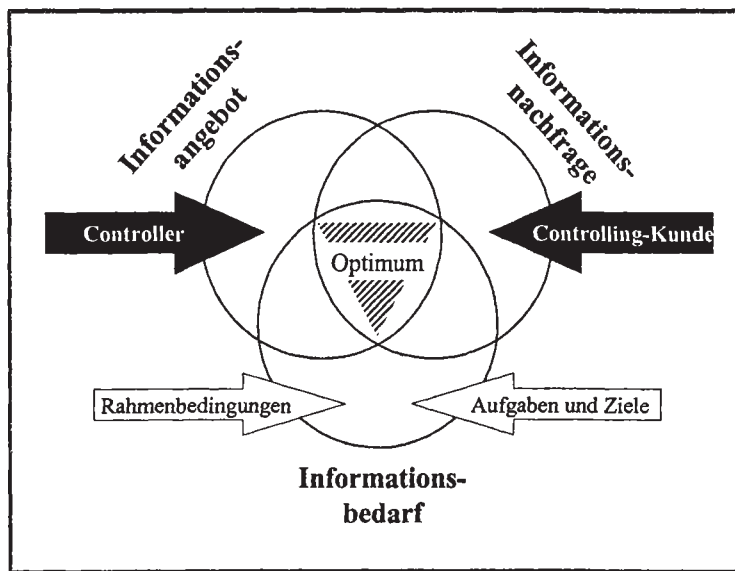 Informations-
angebot
Informations-
nachfrage
Controller
Controlling-Kunde
Optimum
Rahmenbedingungen
Aufgaben und Ziele
Informations-
bedarf